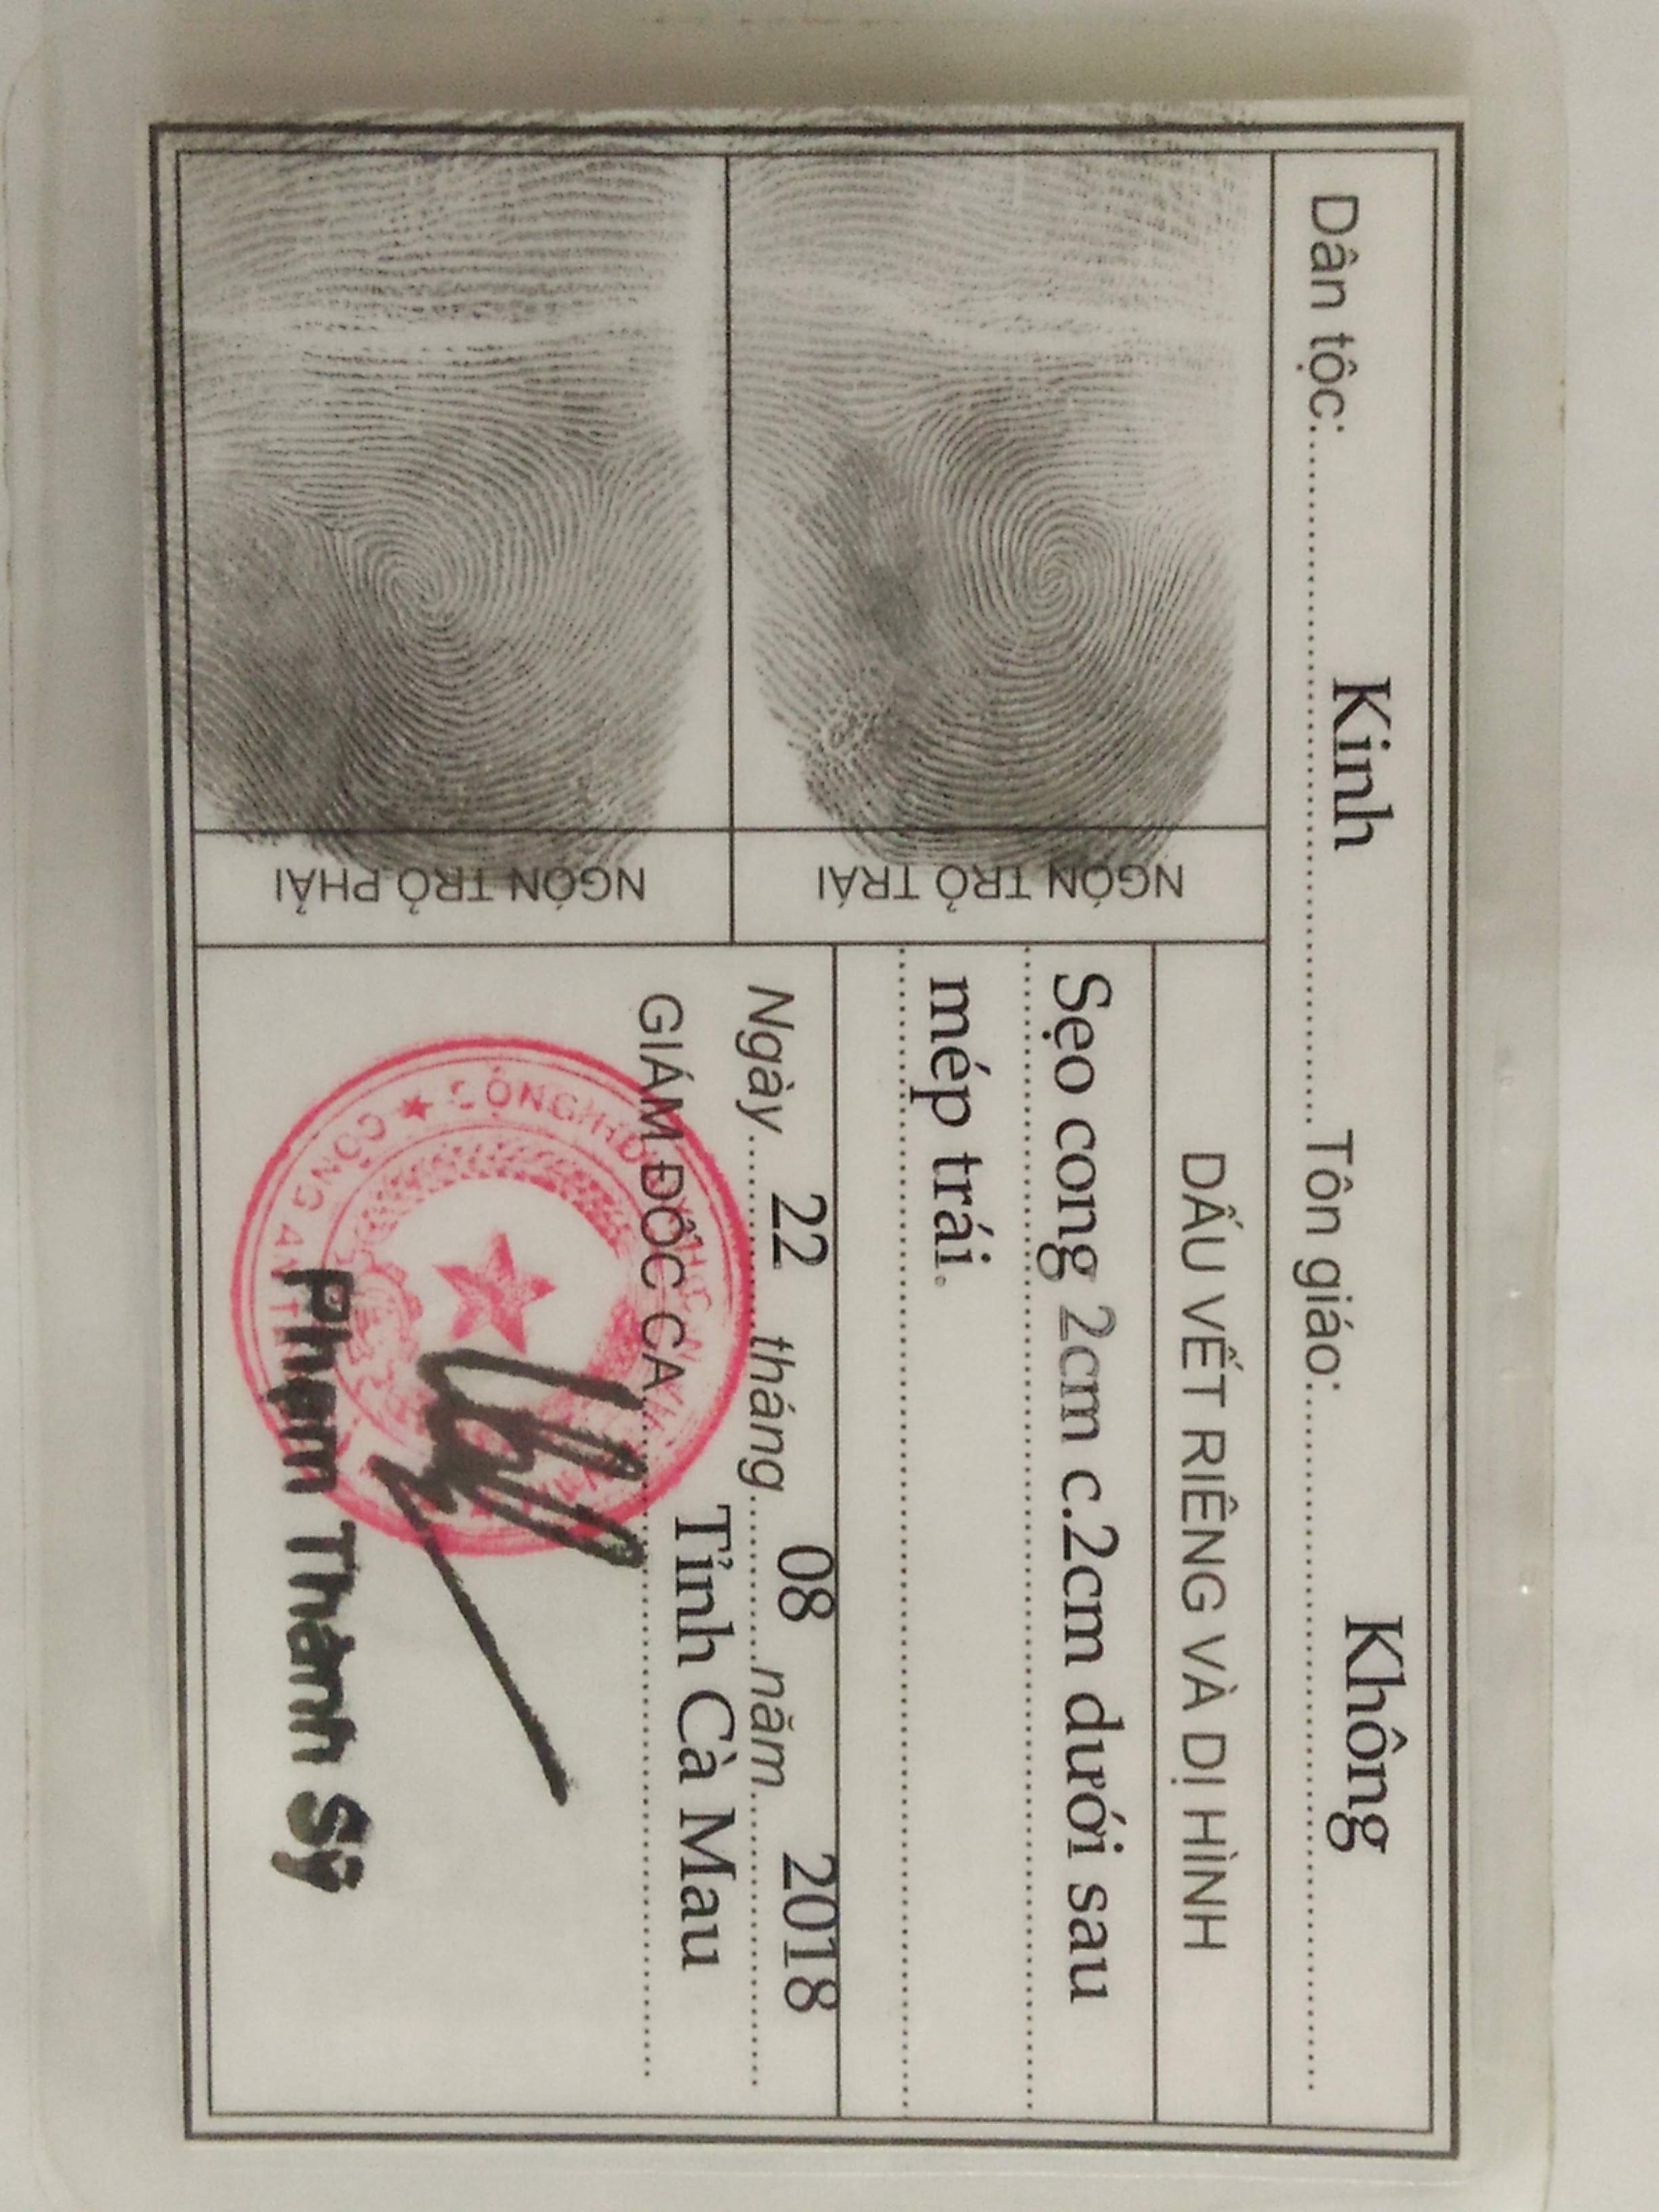 Dân tộc: Kinh Tôn giáo: Không
NGÓN TRỎ TRÁI
NGÓN TRỎ PHẢI
DẤU VẾT RIÊNG VÀ DỊ HÌNH
Sẹo cong 2cm c.2cm dưới sau
mép trái.
Ngày 22 tháng 08 năm 2018
GIÁM ĐỐC CA Tỉnh Cà Mau
Phạm Thành Sỹ